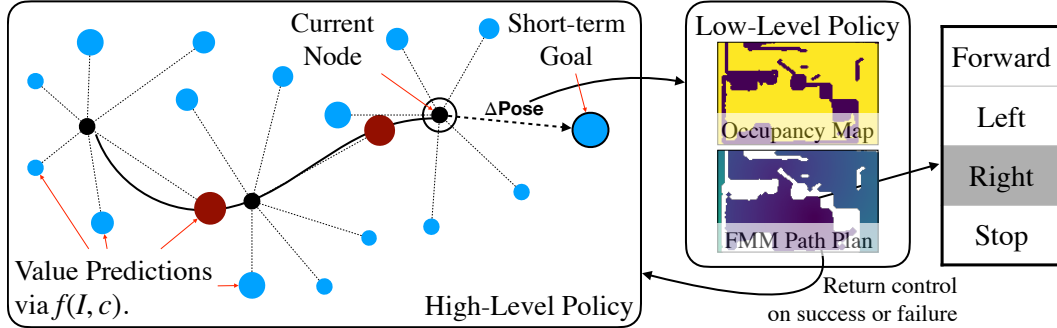 Current
Node
Short-term
Goal
ΔPose
Value Predictions
via f(I, c).
High-Level Policy
Low-Level Policy
Occupancy Map
FMM Path Plan
Return control
on success or failure
Forward
Left
Right
Stop